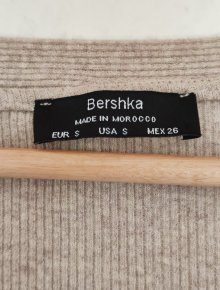 Bershka
MADE IN MOROCCO
EUR S USA S MEX 26